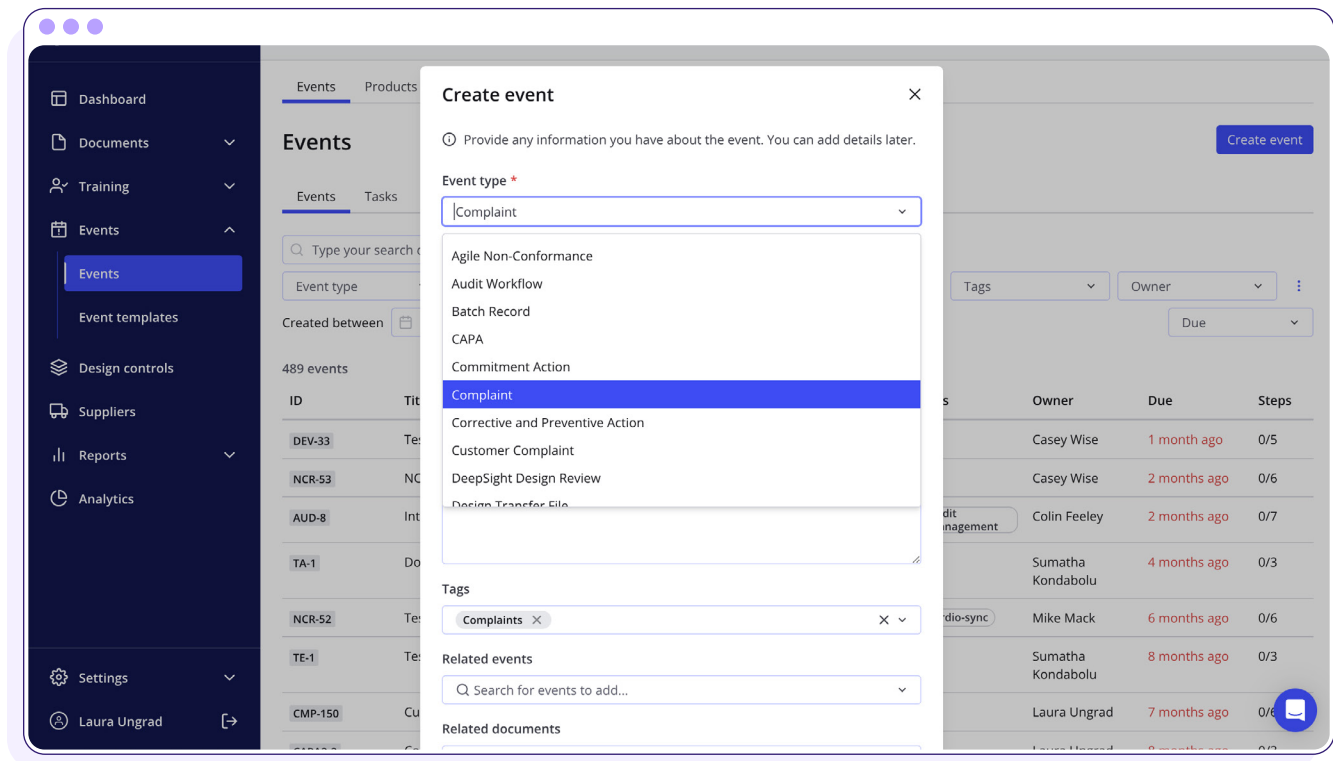 Dashboard
Documents
Training
Events
Events
Event templates
Design controls
Suppliers
Reports
Analytics
Settings
Laura Ungrad
Events Products
Events
Create event
Events Tasks
Type your search
Event type
Tags
Owner
Created between
Due
489 events
ID Owner Due Steps
DEV-33 Casey Wise 1 month ago 0/5
NCR-53 Casey Wise 2 months ago 0/6
AUD-8 Colin Feeley 2 months ago 0/7
TA-1 Sumatha Kondabolu 4 months ago 0/3
NCR-52 Mike Mack 6 months ago 0/6
TE-1 Sumatha Kondabolu 8 months ago 0/3
CMP-150 Laura Ungrad 7 months ago
Create event
Provide any information you have about the event. You can add details later.
Event type *
Complaint
Agile Non-Conformance
Audit Workflow
Batch Record
CAPA
Commitment Action
Complaint
Corrective and Preventive Action
Customer Complaint
DeepSight Design Review
Design Transfer File
Tags
Complaints
Related events
Search for events to add...
Related documents